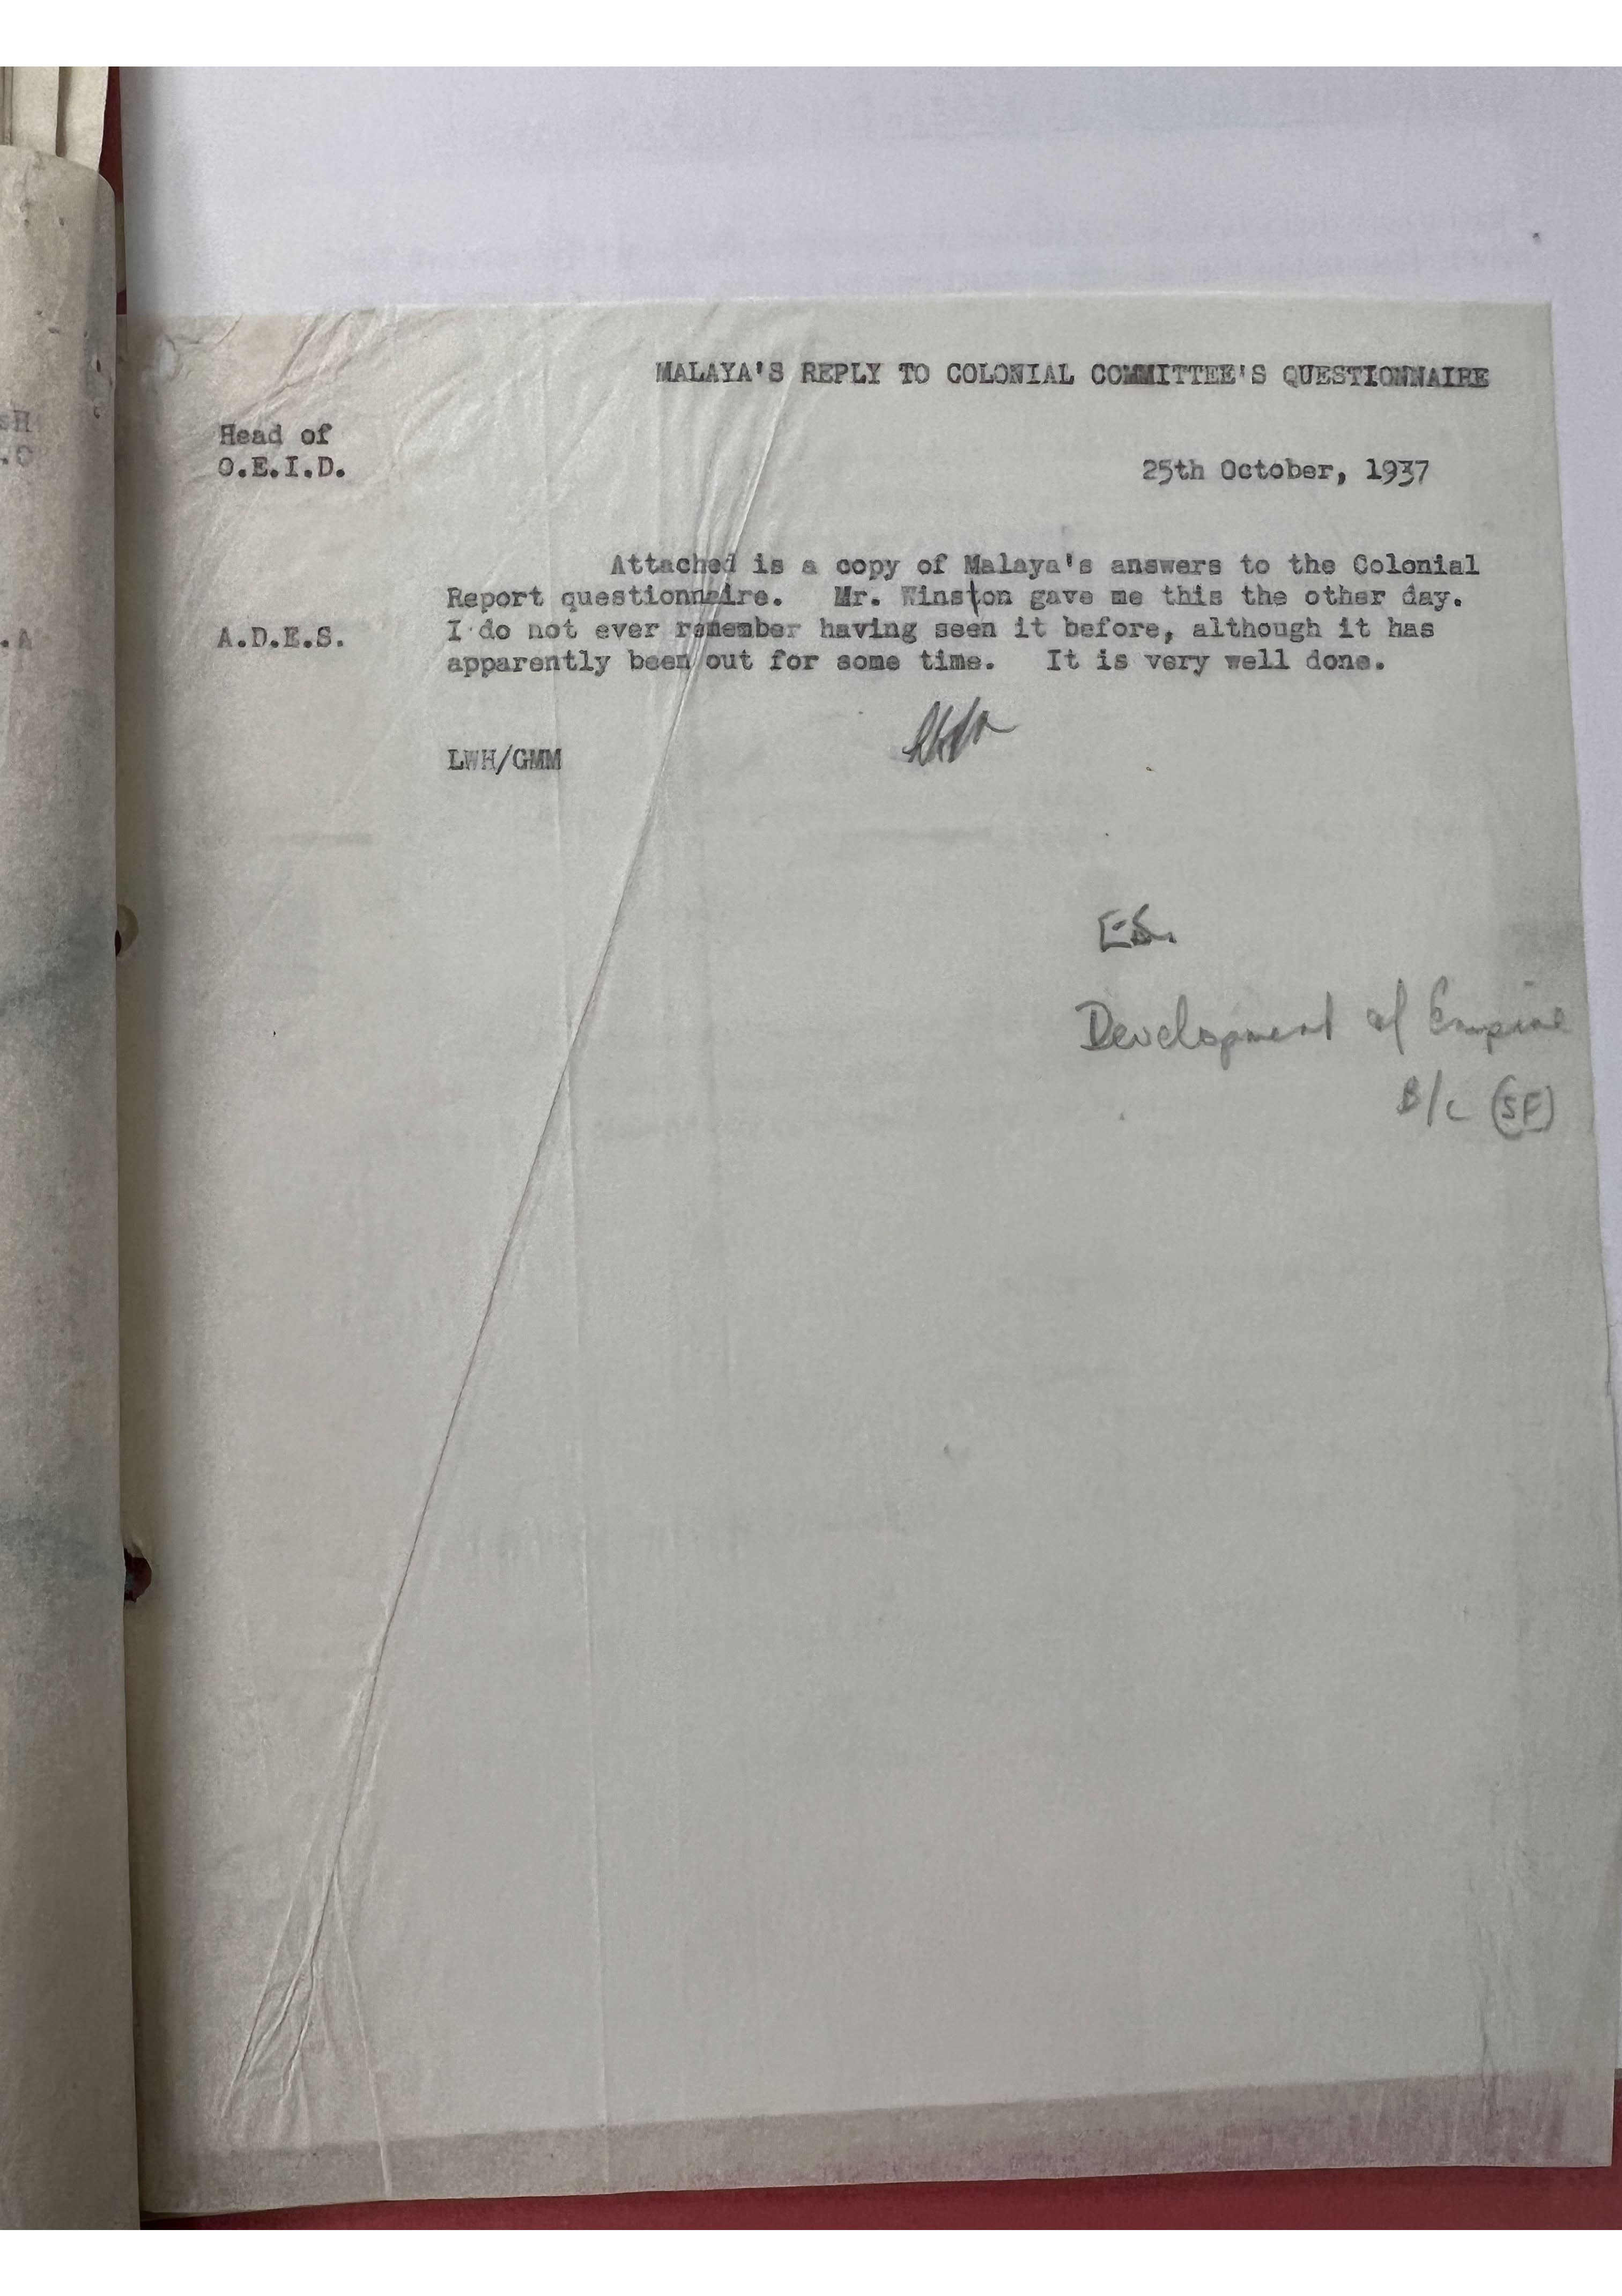 MALAYA'S REPLY TO COLONIAL COMMITTEE'S QUESTIONNAIRE
Head of
O.E.I.D.
25th October, 1937
Attached is a copy of Malaya's answers to the Colonial
Report questionnaire. Mr. Winston gave me this the other day.
A.D.E.S.
I do not ever remember having seen it before, although it has
apparently been out for some time. It is very well done.
LWH/GMM
ES.
Development of Empire
B/C (SF)